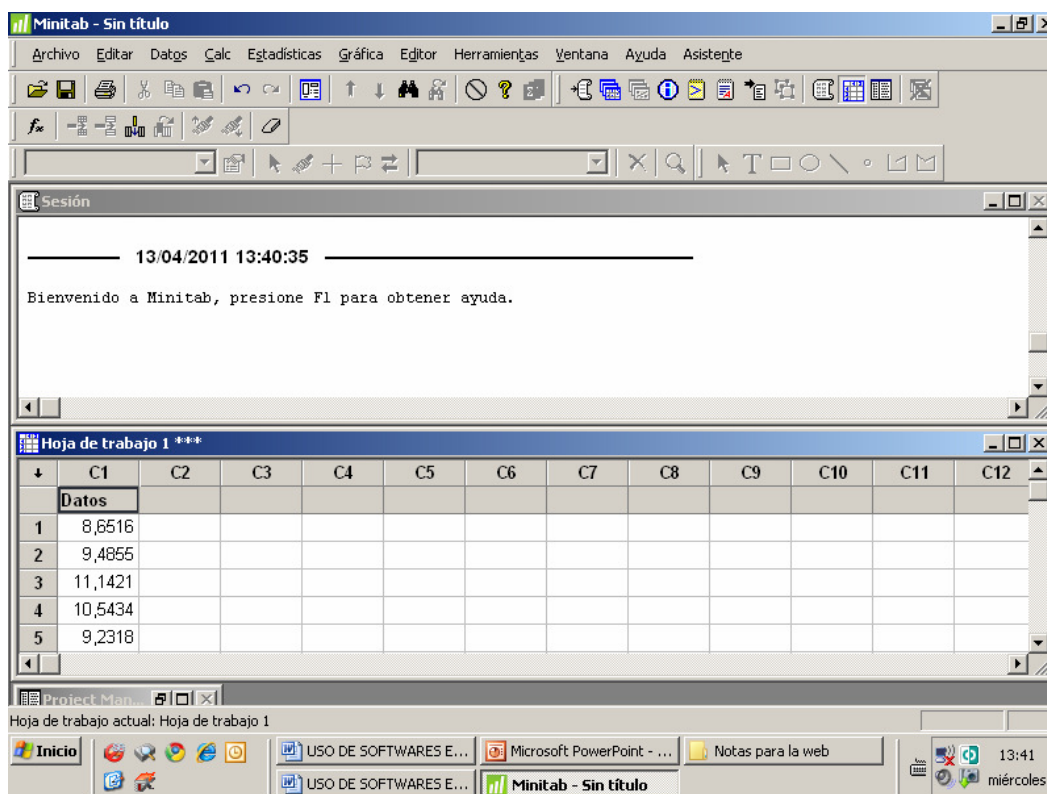 Minitab - Sin título
Archivo Editar Datos Calc Estadísticas Gráfica Editor Herramientas Ventana Ayuda Asistente
Sesión
13/04/2011 13:40:35
Bienvenido a Minitab, presione F1 para obtener ayuda.
Hoja de trabajo 1 ***
C1 C2 C3 C4 C5 C6 C7 C8 C9 C10 C11 C12
Datos
1 8,6516
2 9,4855
3 11,1421
4 10,5434
5 9,2318
Project Man...
Hoja de trabajo actual: Hoja de trabajo 1
Inicio USO DE SOFTWARES E... Microsoft PowerPoint - ... Notas para la web 13:41
USO DE SOFTWARES E... Minitab - Sin título miércoles